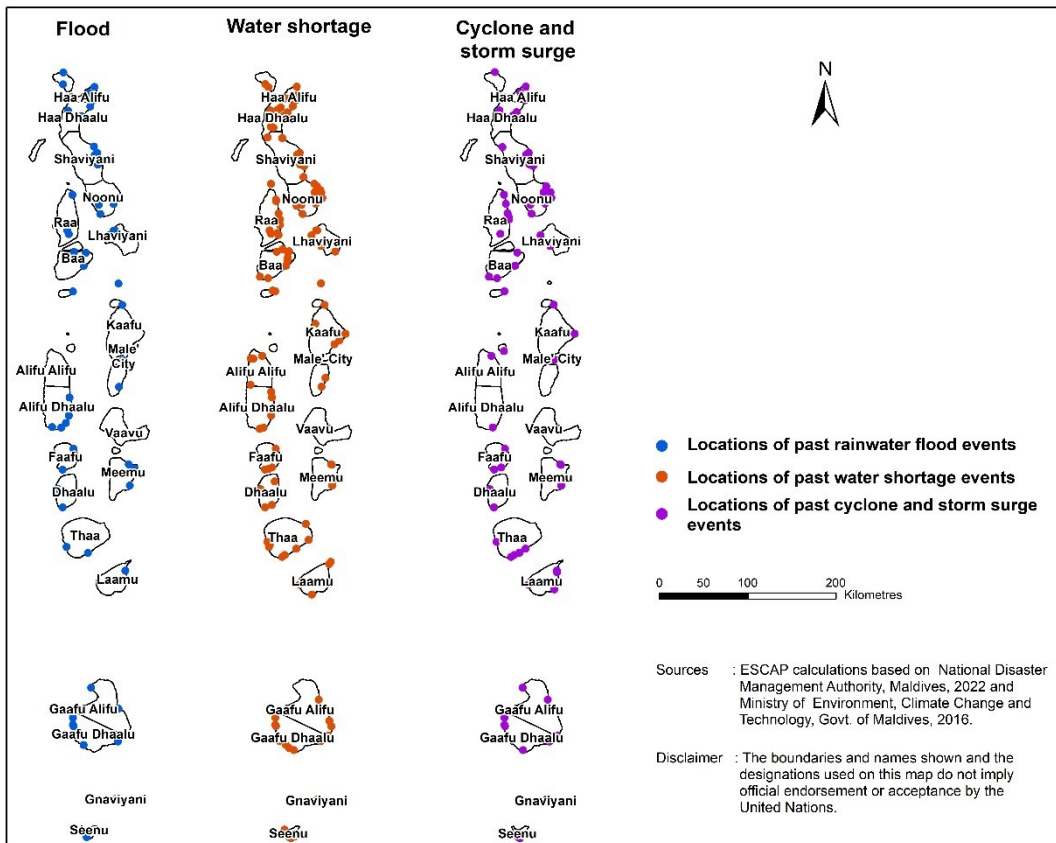 Flood
Haa Alifu
Haa Dhaalu
Shaviyani
Noonu
Raa
Lhaviyani
Baa
Kaafu
Male'
City
Alifu Alifu
Alifu Dhaalu
Vaavu
Faafu
Meemu
Dhaalu
Thaa
Laamu
Gaafu Alifu
Gaafu Dhaalu
Gnaviyani
Seenu
Water shortage
Haa Alifu
Haa Dhaalu
Shaviyani
Noonu
Raa
Lhaviyani
Baa
Kaafu
Male' City
Alifu Alifu
Alifu Dhaalu
Vaavu
Faafu
Meemu
Dhaalu
Thaa
Laamu
Gaafu Alifu
Gaafu Dhaalu
Gnaviyani
Seenu
Cyclone and
storm surge
Haa Alifu
Haa Dhaalu
Shaviyani
Noonu
Raa
Lhaviyani
Baa
Kaafu
Male' City
Alifu Alifu
Alifu Dhaalu
Vaavu
Faafu
Meemu
Dhaalu
Thaa
Laamu
Gaafu Alifu
Gaafu Dhaalu
Gnaviyani
Seenu
N
Locations of past rainwater flood events
Locations of past water shortage events
Locations of past cyclone and storm surge
events
0 50 100 200
Kilometres
Sources : ESCAP calculations based on National Disaster
Management Authority, Maldives, 2022 and
Ministry of Environment, Climate Change and
Technology, Govt. of Maldives, 2016.
Disclaimer : The boundaries and names shown and the
designations used on this map do not imply
official endorsement or acceptance by the
United Nations.